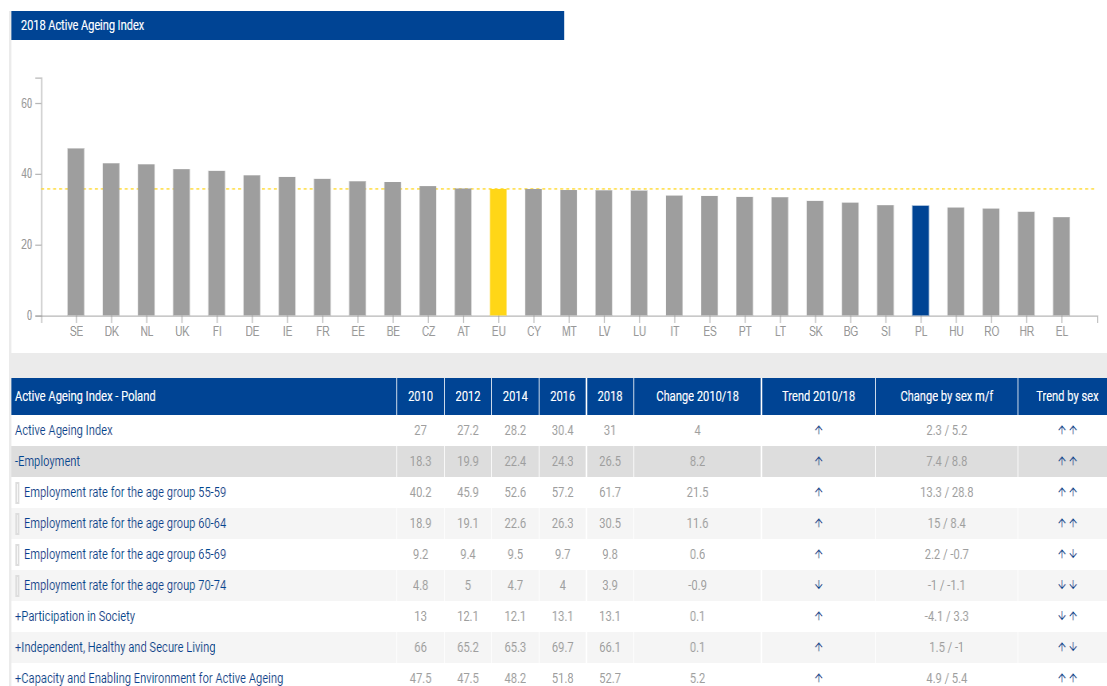 2018 Active Ageing Index
60
40
20
0
SE DK NL UK FI DE IE FR EE BE CZ AT EU CY MT LV LU IT ES PT LT SK BG SI PL HU RO HR EL
Active Ageing Index - Poland 2010 2012 2014 2016 2018 Change 2010/18 Trend 2010/18 Change by sex m/f Trend by sex
Active Ageing Index 27 27.2 28.2 30.4 31 4 ↑ 2.3 / 5.2 ↑↑
-Employment 18.3 19.9 22.4 24.3 26.5 8.2 ↑ 7.4 / 8.8 ↑↑
Employment rate for the age group 55-59 40.2 45.9 52.6 57.2 61.7 21.5 ↑ 13.3 / 28.8 ↑↑
Employment rate for the age group 60-64 18.9 19.1 22.6 26.3 30.5 11.6 ↑ 15 / 8.4 ↑↑
Employment rate for the age group 65-69 9.2 9.4 9.5 9.7 9.8 0.6 ↑ 2.2 / -0.7 ↑↓
Employment rate for the age group 70-74 4.8 5 4.7 4 3.9 -0.9 ↓ -1 / -1.1 ↓↓
+Participation in Society 13 12.1 12.1 13.1 13.1 0.1 ↑ -4.1 / 3.3 ↓↑
+Independent, Healthy and Secure Living 66 65.2 65.3 69.7 66.1 0.1 ↑ 1.5 / -1 ↑↓
+Capacity and Enabling Environment for Active Ageing 47.5 47.5 48.2 51.8 52.7 5.2 ↑ 4.9 / 5.4 ↑↑